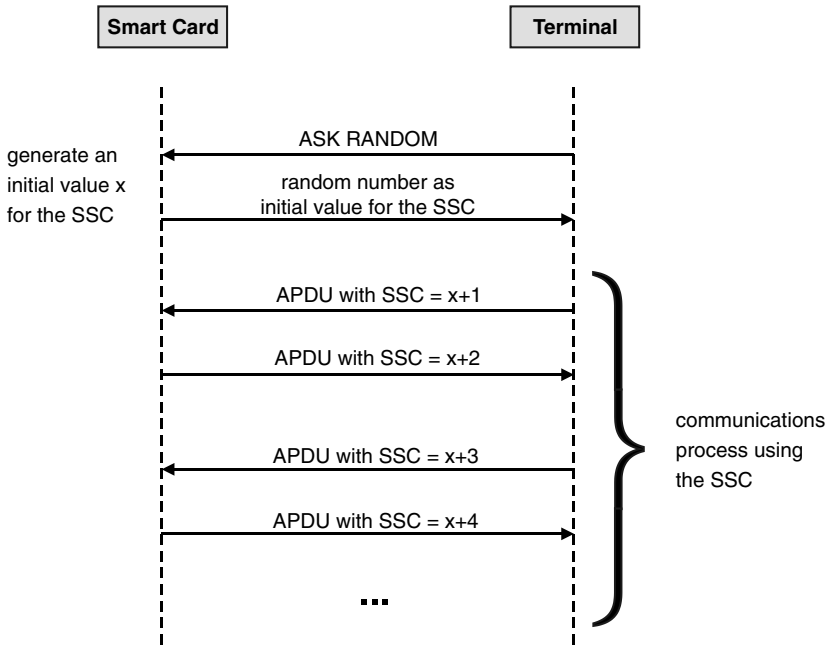 Smart Card
Terminal
ASK RANDOM
generate an
initial value x
for the SSC
random number as
initial value for the SSC
APDU with SSC = x+1
APDU with SSC = x+2
communications
process using
the SSC
APDU with SSC = x+3
APDU with SSC = x+4
...